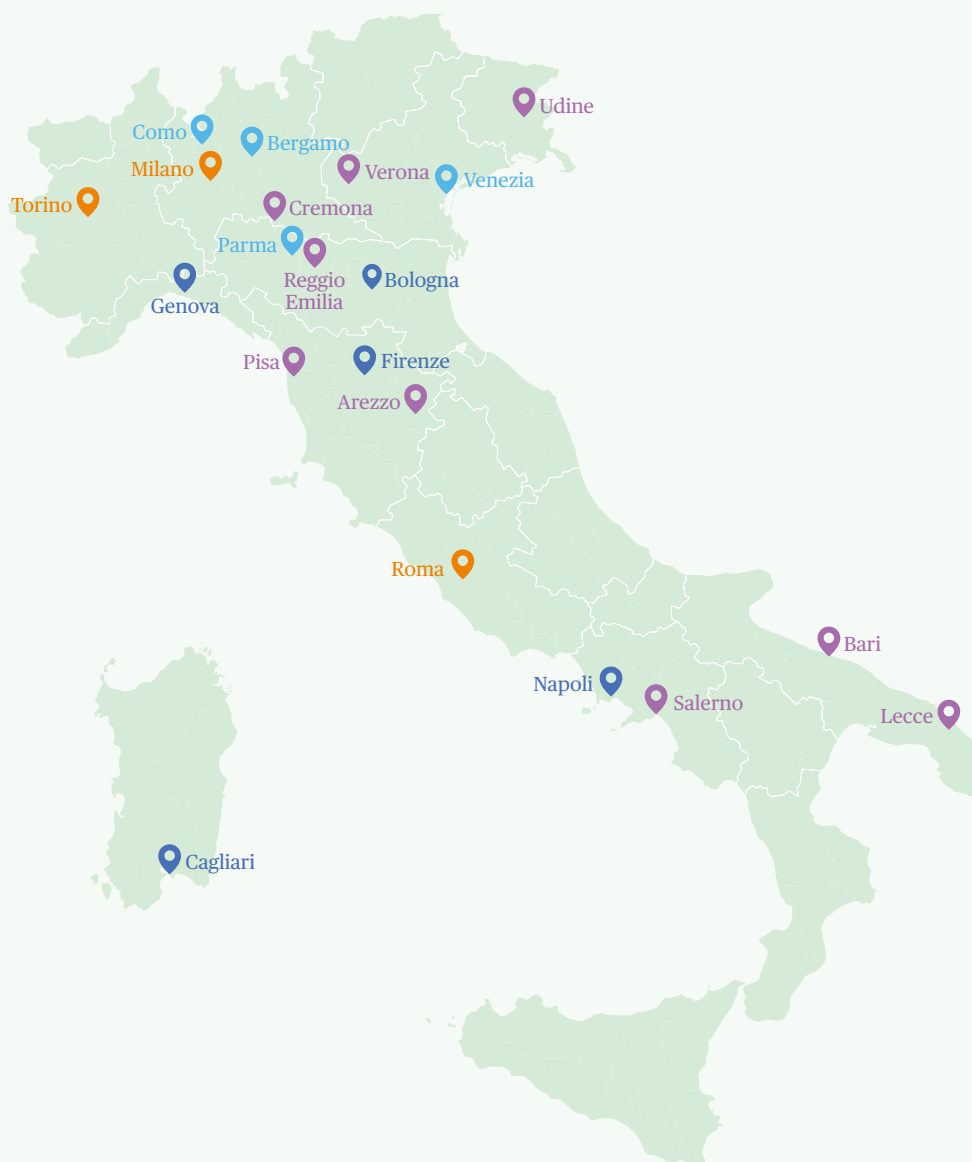 Udine
Como
Bergamo
Milano
Verona
Venezia
Torino
Cremona
Parma
Reggio
Emilia
Bologna
Genova
Pisa
Firenze
Arezzo
Roma
Bari
Napoli
Salerno
Lecce
Cagliari